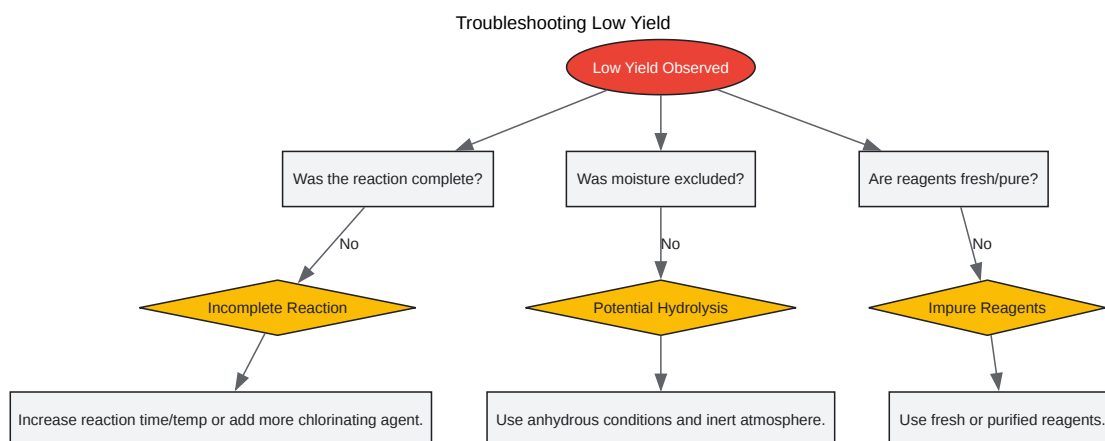 Troubleshooting Low Yield
Low Yield Observed
Was the reaction complete?
Was moisture excluded?
Are reagents fresh/pure?
No
No
No
Incomplete Reaction
Potential Hydrolysis
Impure Reagents
Increase reaction time/temp or add more chlorinating agent.
Use anhydrous conditions and inert atmosphere.
Use fresh or purified reagents.